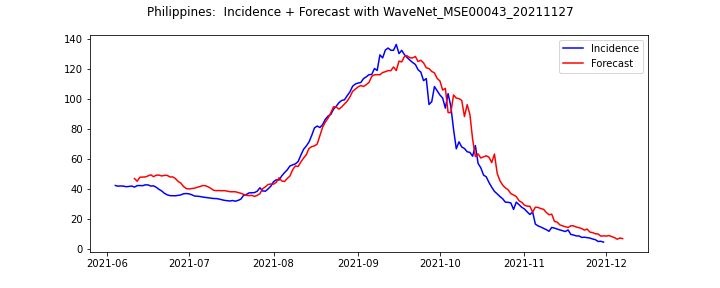 Philippines:  Incidence + Forecast with WaveNet_MSE00043_20211127
Incidence
Forecast
140
120
100
80
60
40
20
0
2021-06 2021-07 2021-08 2021-09 2021-10 2021-11 2021-12